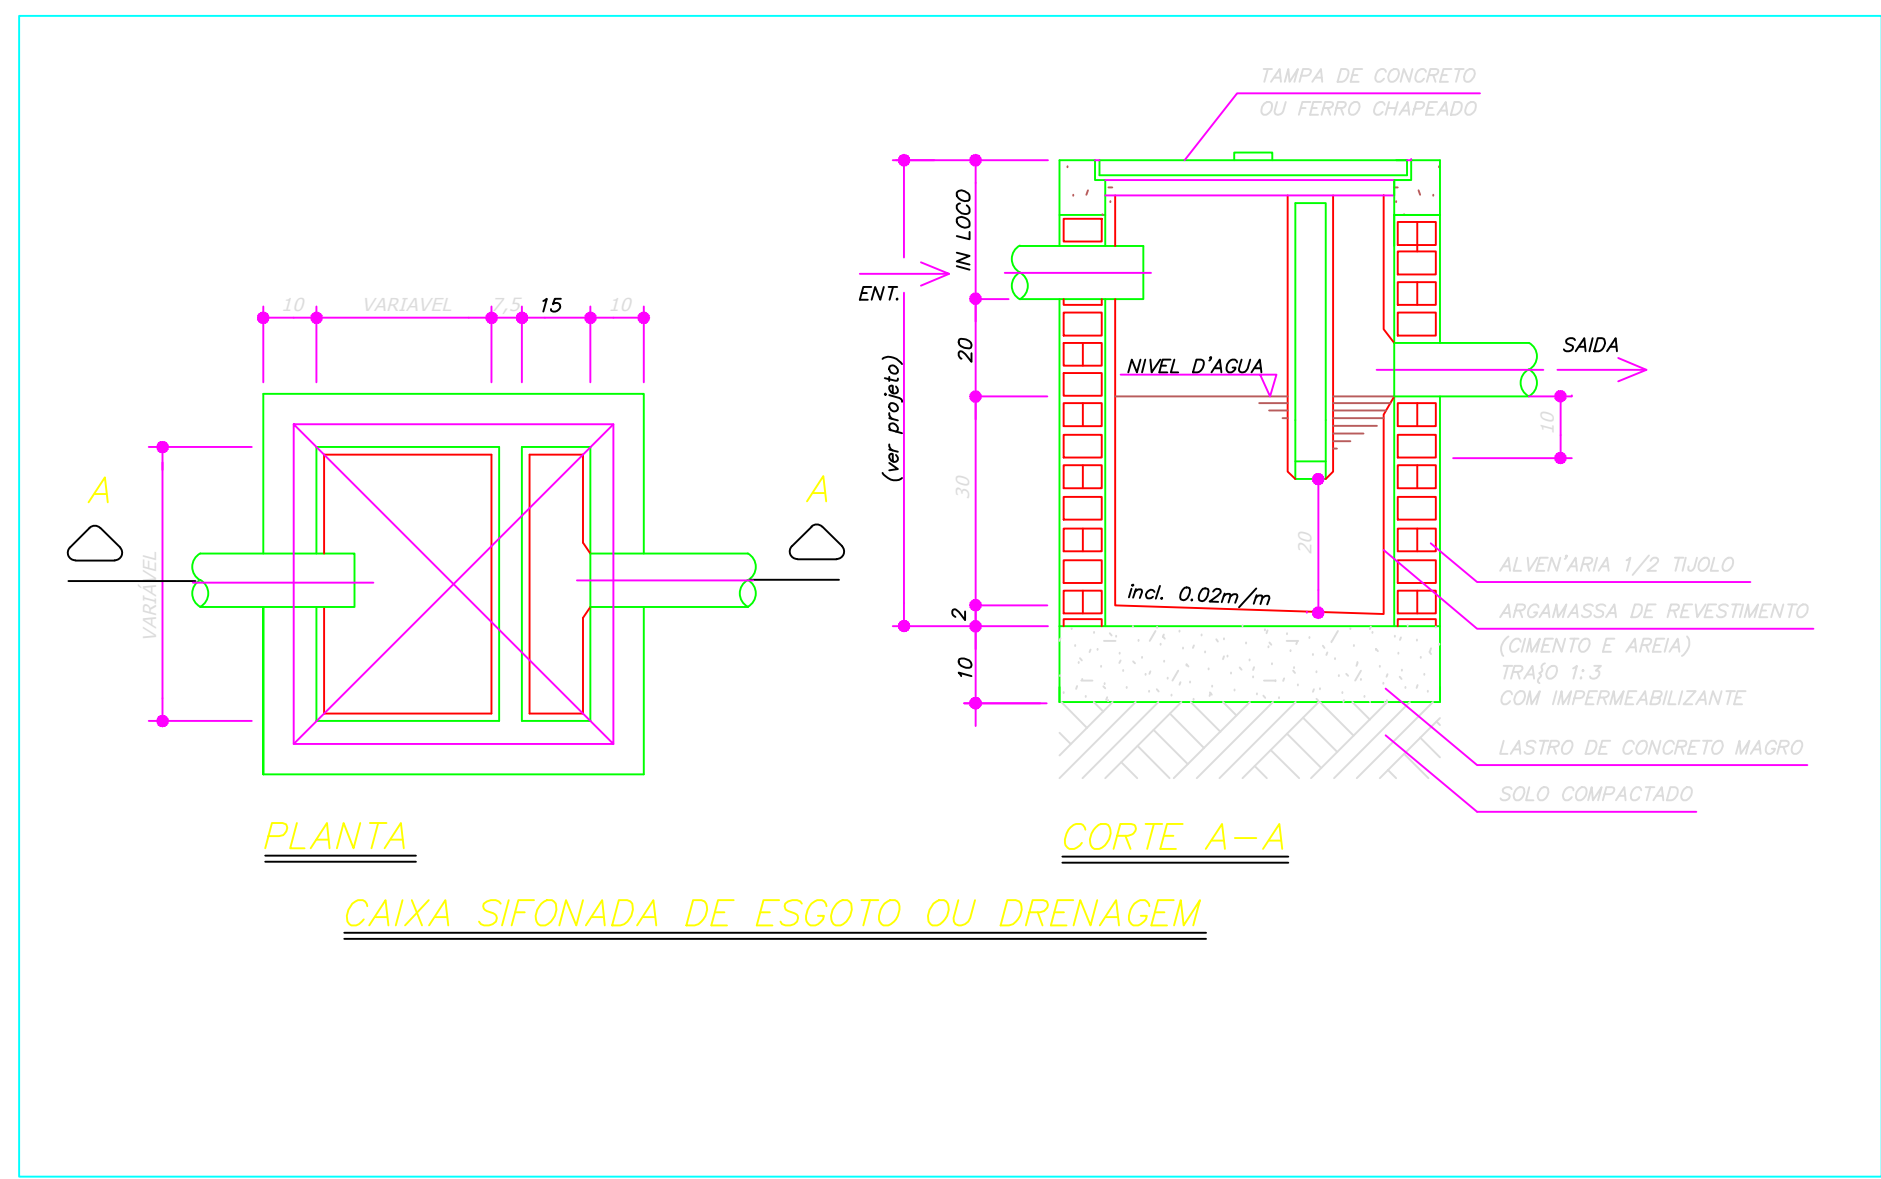 TAMPA DE CONCRETO
OU FERRO CHAPEADO
IN LOCO
ENT.
10
VARIAVEL
7,5
15
10
20
(ver projeto)
NIVEL D'AGUA
SAIDA
10
30
A
A
VARIÁVEL
20
ALVEN'ARIA 1/2 TIJOLO
incl. 0.02m/m
2
ARGAMASSA DE REVESTIMENTO
(CIMENTO E AREIA)
TRA{O 1:3
COM IMPERMEABILIZANTE
10
LASTRO DE CONCRETO MAGRO
SOLO COMPACTADO
PLANTA
CORTE A-A
CAIXA SIFONADA DE ESGOTO OU DRENAGEM